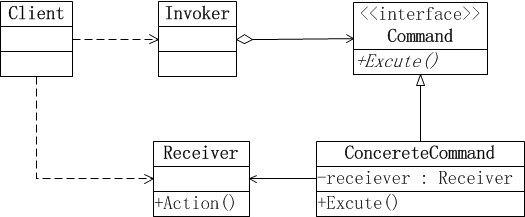 Client
Invoker
<<interface>>
Command
+Excute()
Receiver
+Action()
ConcereteCommand
-receiever : Receiver
+Excute()